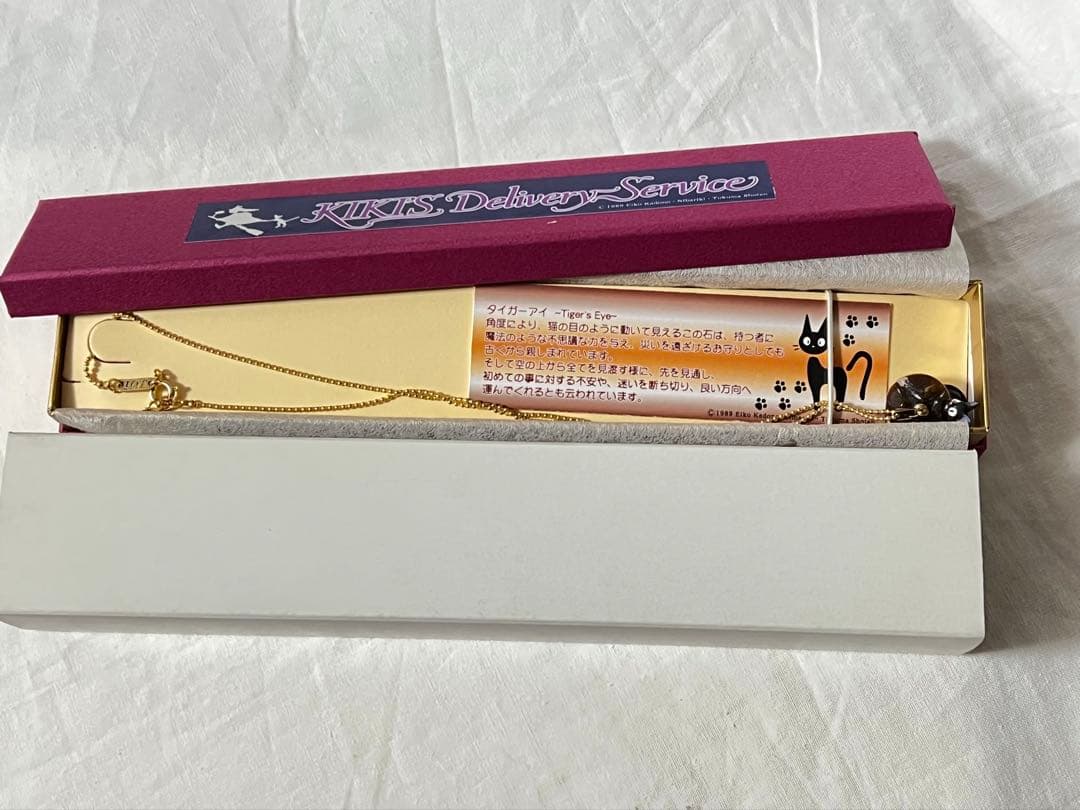 KIKI'S Delivery Service
© 1989 Eiko Kadono · Nibariki · Tokuma Shoten
タイガーアイ ~Tiger's Eye~
角度により、猫の目のように動いて見えるこの石は、持つ者に
魔法のような不思議な力を与え、災いを遠ざけるお守りとしても
古くから親しまれています。
そして空の上から全てを見渡す様に、先を見通し、
初めての事に対する不安や、迷いを断ち切り、良い方向へ
運んでくれるとも云われています。
© 1989 Eiko Kadono